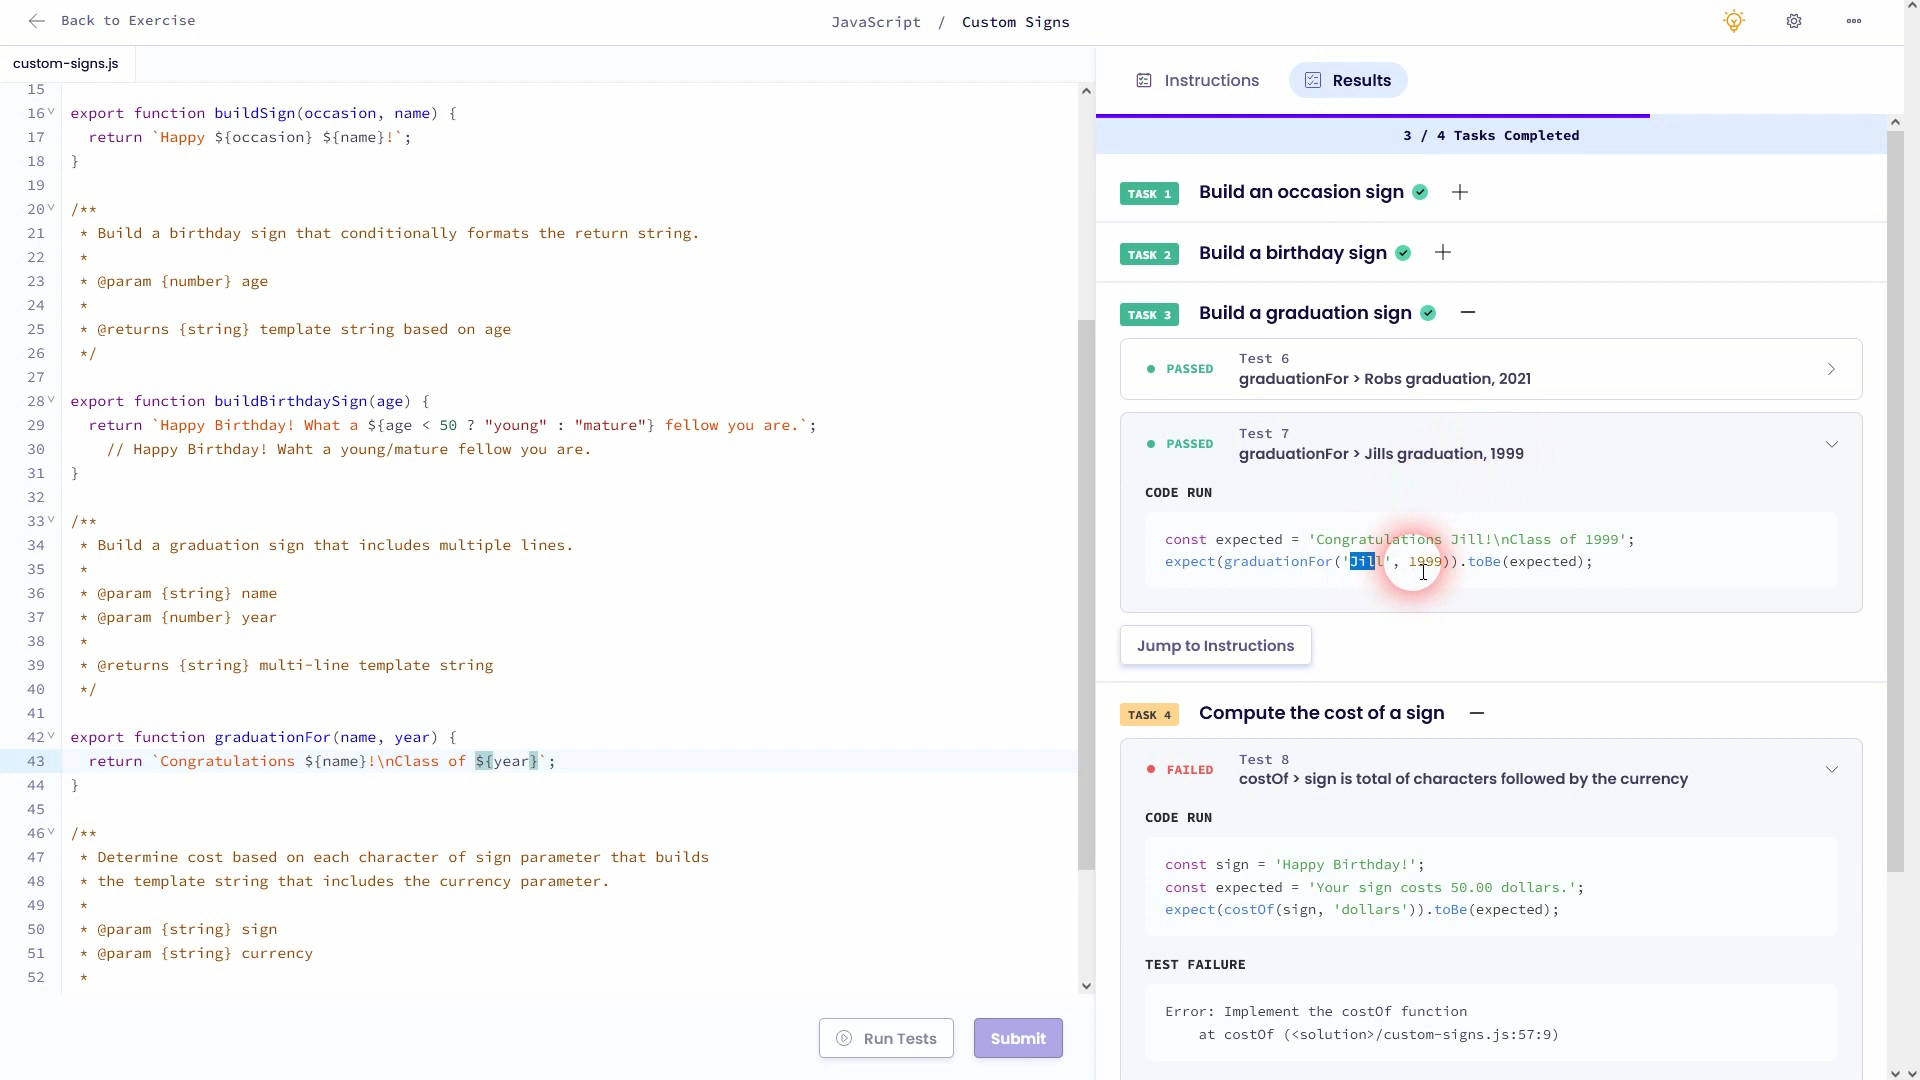 Back to Exercise
JavaScript / Custom Signs
custom-signs.js
15
16 export function buildSign(occasion, name) {
17 return `Happy ${occasion} ${name}!`;
18 }
19
20 /**
21 * Build a birthday sign that conditionally formats the return string.
22 *
23 * @param {number} age
24 *
25 * @returns {string} template string based on age
26 */
27
28 export function buildBirthdaySign(age) {
29 return `Happy Birthday! What a ${age < 50 ? "young" : "mature"} fellow you are.`;
30 // Happy Birthday! Waht a young/mature fellow you are.
31 }
32
33 /**
34 * Build a graduation sign that includes multiple lines.
35 *
36 * @param {string} name
37 * @param {number} year
38 *
39 * @returns {string} multi-line template string
40 */
41
42 export function graduationFor(name, year) {
43 return `Congratulations ${name}!\nClass of ${year}`;
44 }
45
46 /**
47 * Determine cost based on each character of sign parameter that builds
48 * the template string that includes the currency parameter.
49 *
50 * @param {string} sign
51 * @param {string} currency
52 *
Run Tests
Submit
Instructions
Results
3 / 4 Tasks Completed
TASK 1 Build an occasion sign
TASK 2 Build a birthday sign
TASK 3 Build a graduation sign
Test 6
PASSED
graduationFor > Robs graduation, 2021
Test 7
PASSED
graduationFor > Jills graduation, 1999
CODE RUN
const expected = 'Congratulations Jill!\nClass of 1999';
expect(graduationFor('Jill', 1999)).toBe(expected);
Jump to Instructions
TASK 4 Compute the cost of a sign
Test 8
FAILED
costOf > sign is total of characters followed by the currency
CODE RUN
const sign = 'Happy Birthday!';
const expected = 'Your sign costs 50.00 dollars.';
expect(costOf(sign, 'dollars')).toBe(expected);
TEST FAILURE
Error: Implement the costOf function
at costOf (<solution>/custom-signs.js:57:9)